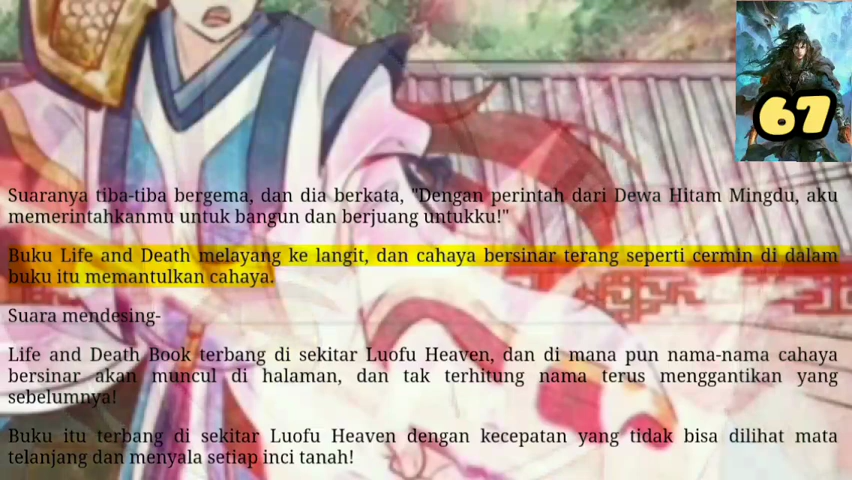 67
Suaranya tiba-tiba bergema, dan dia berkata, "Dengan perintah dari Dewa Hitam Mingdu, aku
memerintahkanmu untuk bangun dan berjuang untukku!"
Buku Life and Death melayang ke langit, dan cahaya bersinar terang seperti cermin di dalam
buku itu memantulkan cahaya.
Suara mendesing-
Life and Death Book terbang di sekitar Luofu Heaven, dan di mana pun nama-nama cahaya
bersinar akan muncul di halaman, dan tak terhitung nama terus menggantikan yang
sebelumnya!
Buku itu terbang di sekitar Luofu Heaven dengan kecepatan yang tidak bisa dilihat mata
telanjang dan menyala setiap inci tanah!